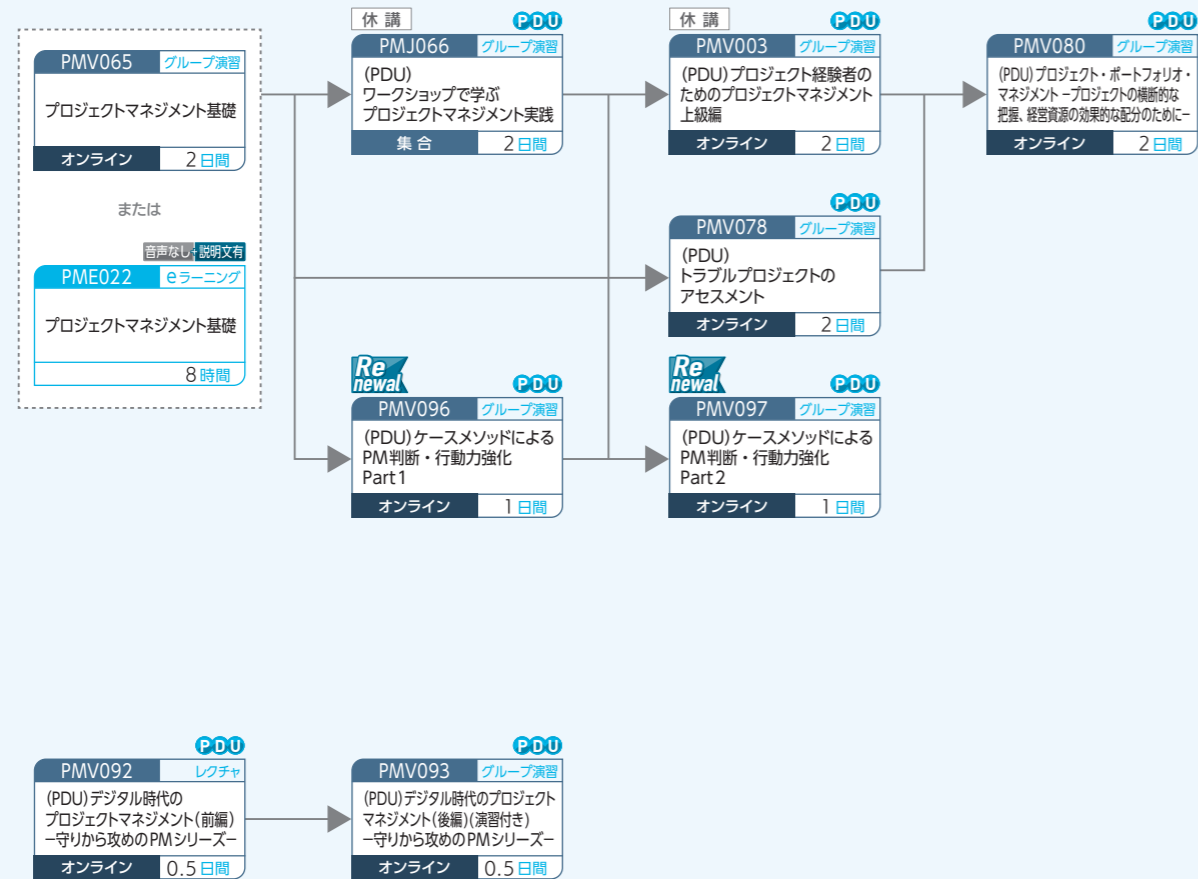 PMV065 グループ演習
プロジェクトマネジメント基礎
オンライン 2日間
または
音声なし+説明文有
PME022 eラーニング
プロジェクトマネジメント基礎
8時間
休講 PDU
PMJ066 グループ演習
(PDU)
ワークショップで学ぶ
プロジェクトマネジメント実践
集合 2日間
休講 PDU
PMV003 グループ演習
(PDU)プロジェクト経験者の
ためのプロジェクトマネジメント
上級編
オンライン 2日間
PDU
PMV080 グループ演習
(PDU)プロジェクト・ポートフォリオ・
マネジメント −プロジェクトの横断的な
把握、経営資源の効果的な配分のために−
オンライン 2日間
PDU
PMV078 グループ演習
(PDU)
トラブルプロジェクトの
アセスメント
オンライン 2日間
Re
newal PDU
PMV096 グループ演習
(PDU)ケースメソッドによる
PM判断・行動力強化
Part1
オンライン 1日間
Re
newal PDU
PMV097 グループ演習
(PDU)ケースメソッドによる
PM判断・行動力強化
Part2
オンライン 1日間
PDU
PMV092 レクチャ
(PDU)デジタル時代の
プロジェクトマネジメント(前編)
−守りから攻めのPMシリーズ−
オンライン 0.5日間
PDU
PMV093 グループ演習
(PDU)デジタル時代のプロジェクト
マネジメント(後編)(演習付き)
−守りから攻めのPMシリーズ−
オンライン 0.5日間